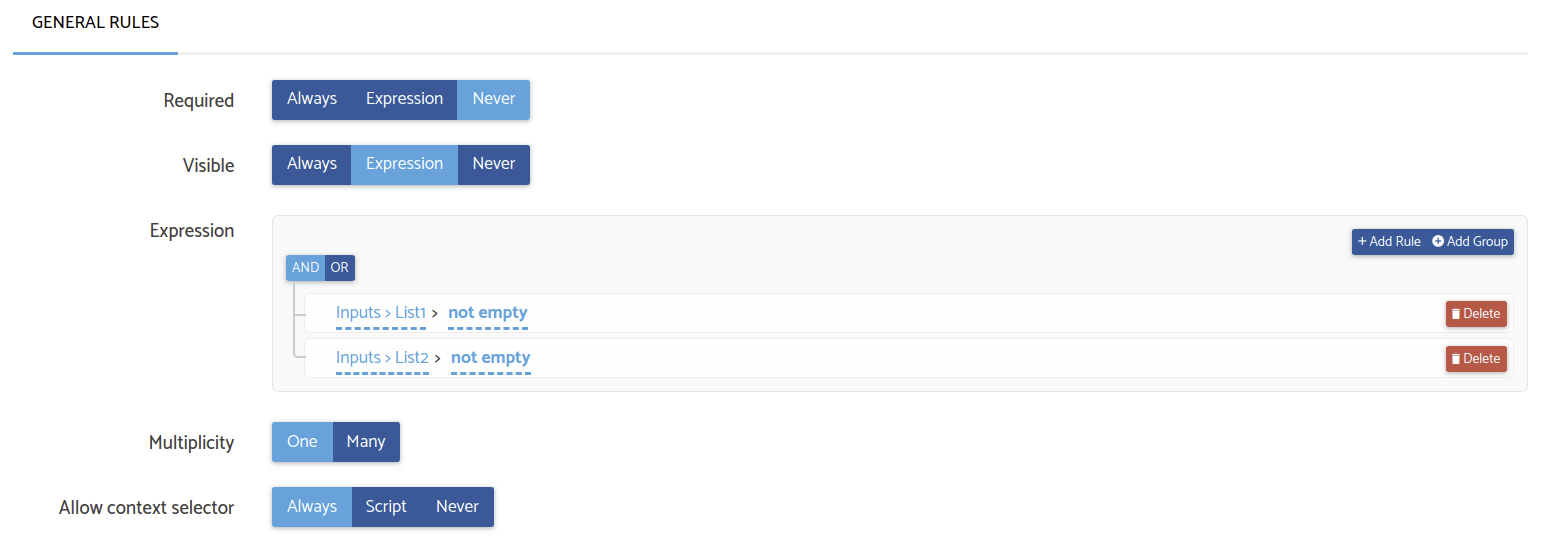 GENERAL RULES
Required Always Expression Never
Visible Always Expression Never
Expression + Add Rule Add Group
AND OR
Inputs > List1 > not empty Delete
Inputs > List2 > not empty Delete
Multiplicity One Many
Allow context selector Always Script Never